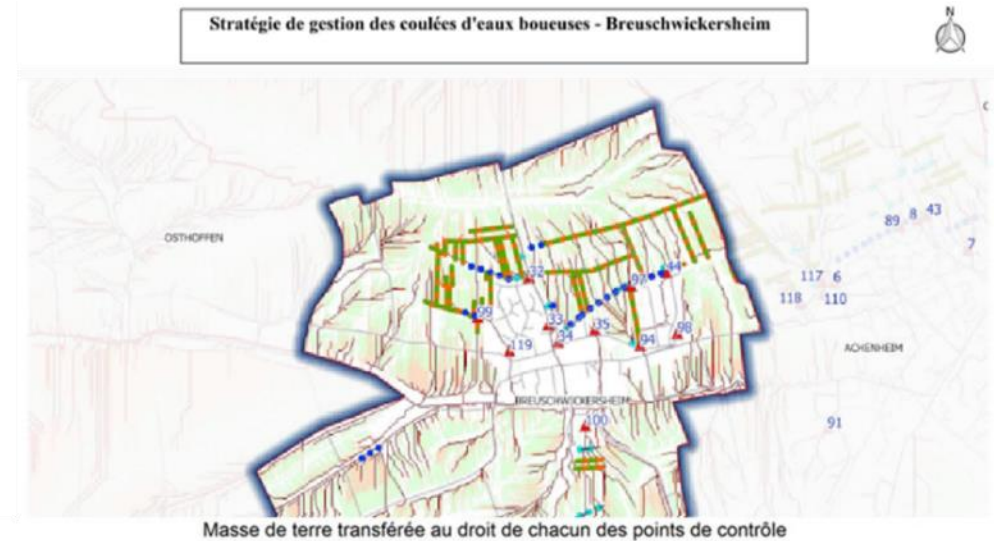 Stratégie de gestion des coulées d'eaux boueuses - Breuschwickersheim
N
OSTHOFFEN
89 8 43
7
32
97 44
117 6
118 110
99
33
35
34
94 98
119
ACHENHEIM
BREUSCHWICKERSHEIM
100
91
Masse de terre transférée au droit de chacun des points de contrôle